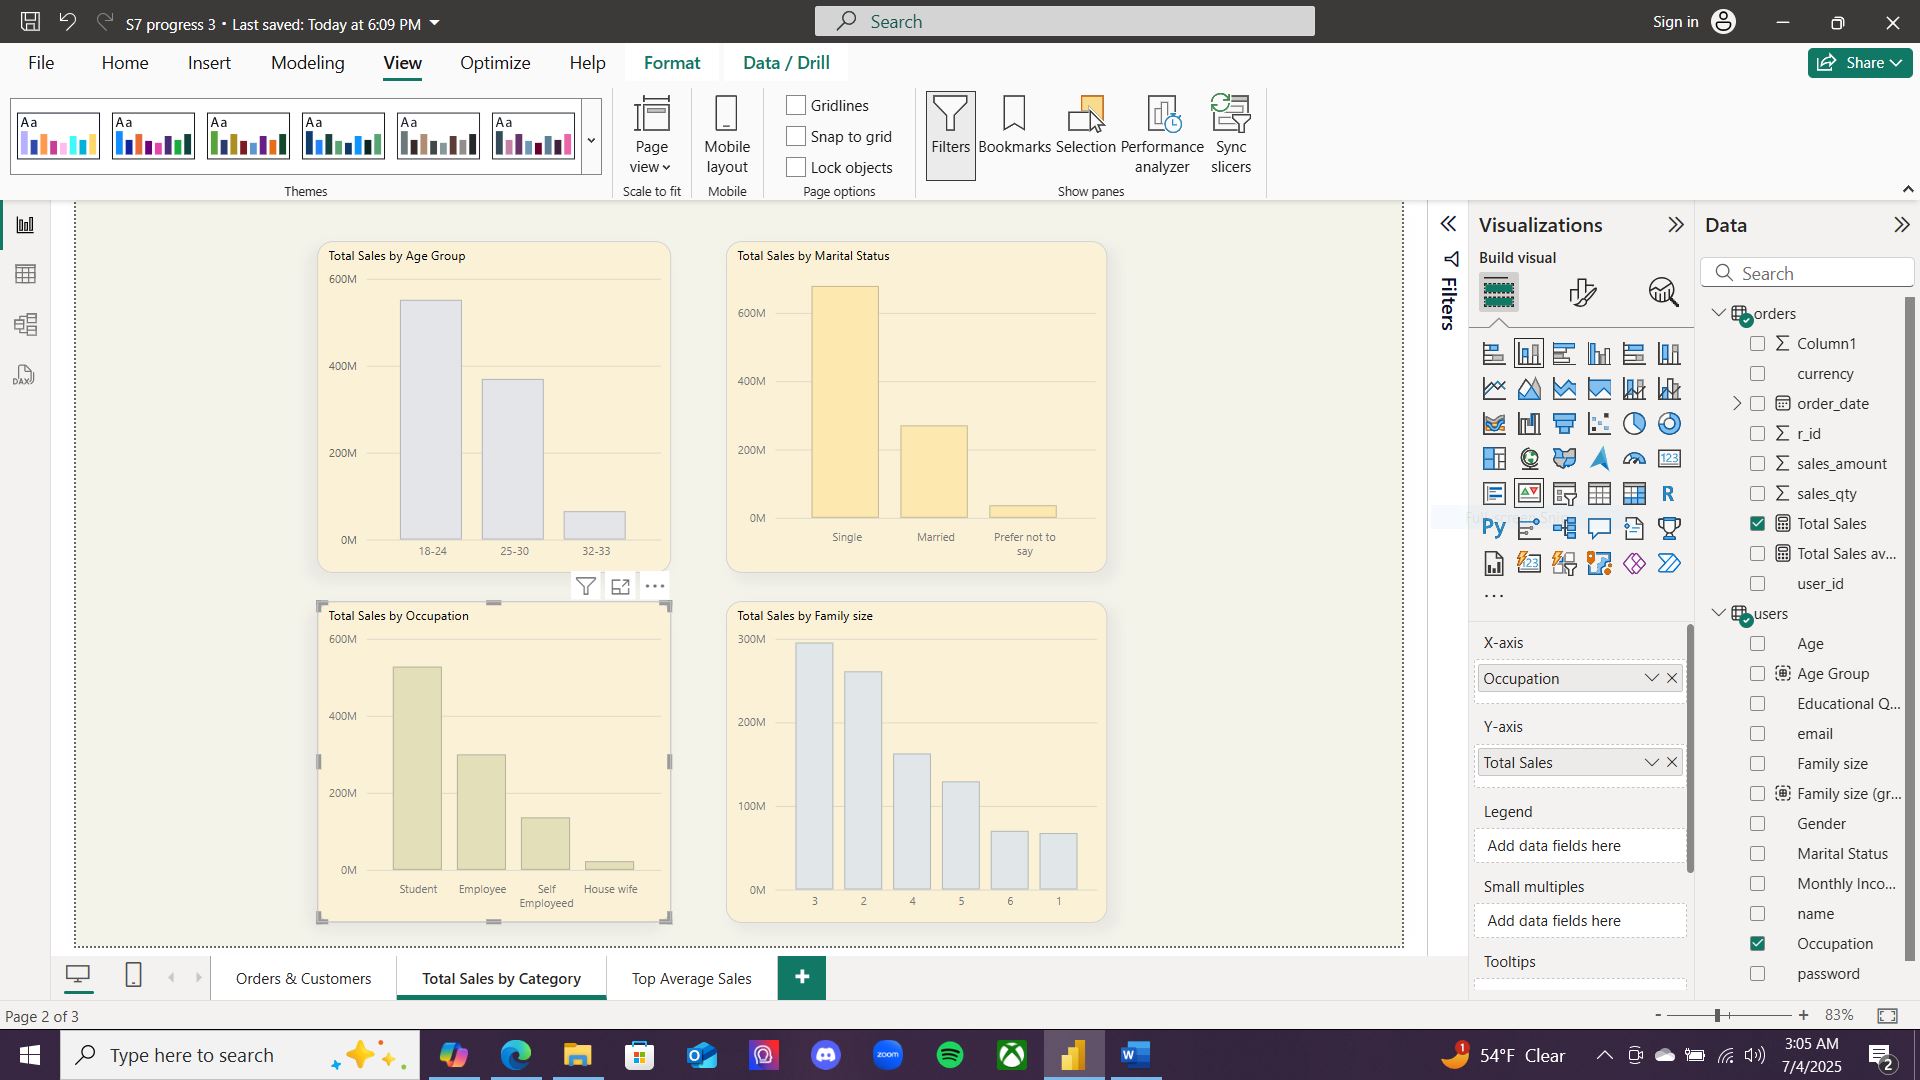 S7 progress 3 • Last saved: Today at 6:09 PM
Search
Sign in
File Home Insert Modeling View Optimize Help Format Data / Drill
Share
Aa Aa Aa Aa Aa Aa
Themes
Page view
Scale to fit
Mobile layout
Mobile
Gridlines
Snap to grid
Lock objects
Page options
Filters
Bookmarks
Selection
Performance analyzer
Sync slicers
Show panes
Total Sales by Age Group
600M
400M
200M
0M
18-24 25-30 32-33
Total Sales by Marital Status
600M
400M
200M
0M
Single Married Prefer not to
say
Total Sales by Occupation
600M
400M
200M
0M
Student Employee Self House wife
Employeed
Total Sales by Family size
300M
200M
100M
0M
3 2 4 5 6 1
Filters
Visualizations
Build visual
123
R
Py
123
X-axis
Occupation
Y-axis
Total Sales
Legend
Add data fields here
Small multiples
Add data fields here
Tooltips
Data
Search
orders
Column1
currency
order_date
r_id
sales_amount
sales_qty
Total Sales
Total Sales av...
user_id
users
Age
Age Group
Educational Q...
email
Family size
Family size (gr...
Gender
Marital Status
Monthly Inco...
name
Occupation
password
DAX
Orders & Customers Total Sales by Category Top Average Sales +
Page 2 of 3
- + 83%
Type here to search
zoom
W
1
54°F Clear
3:05 AM
7/4/2025
2